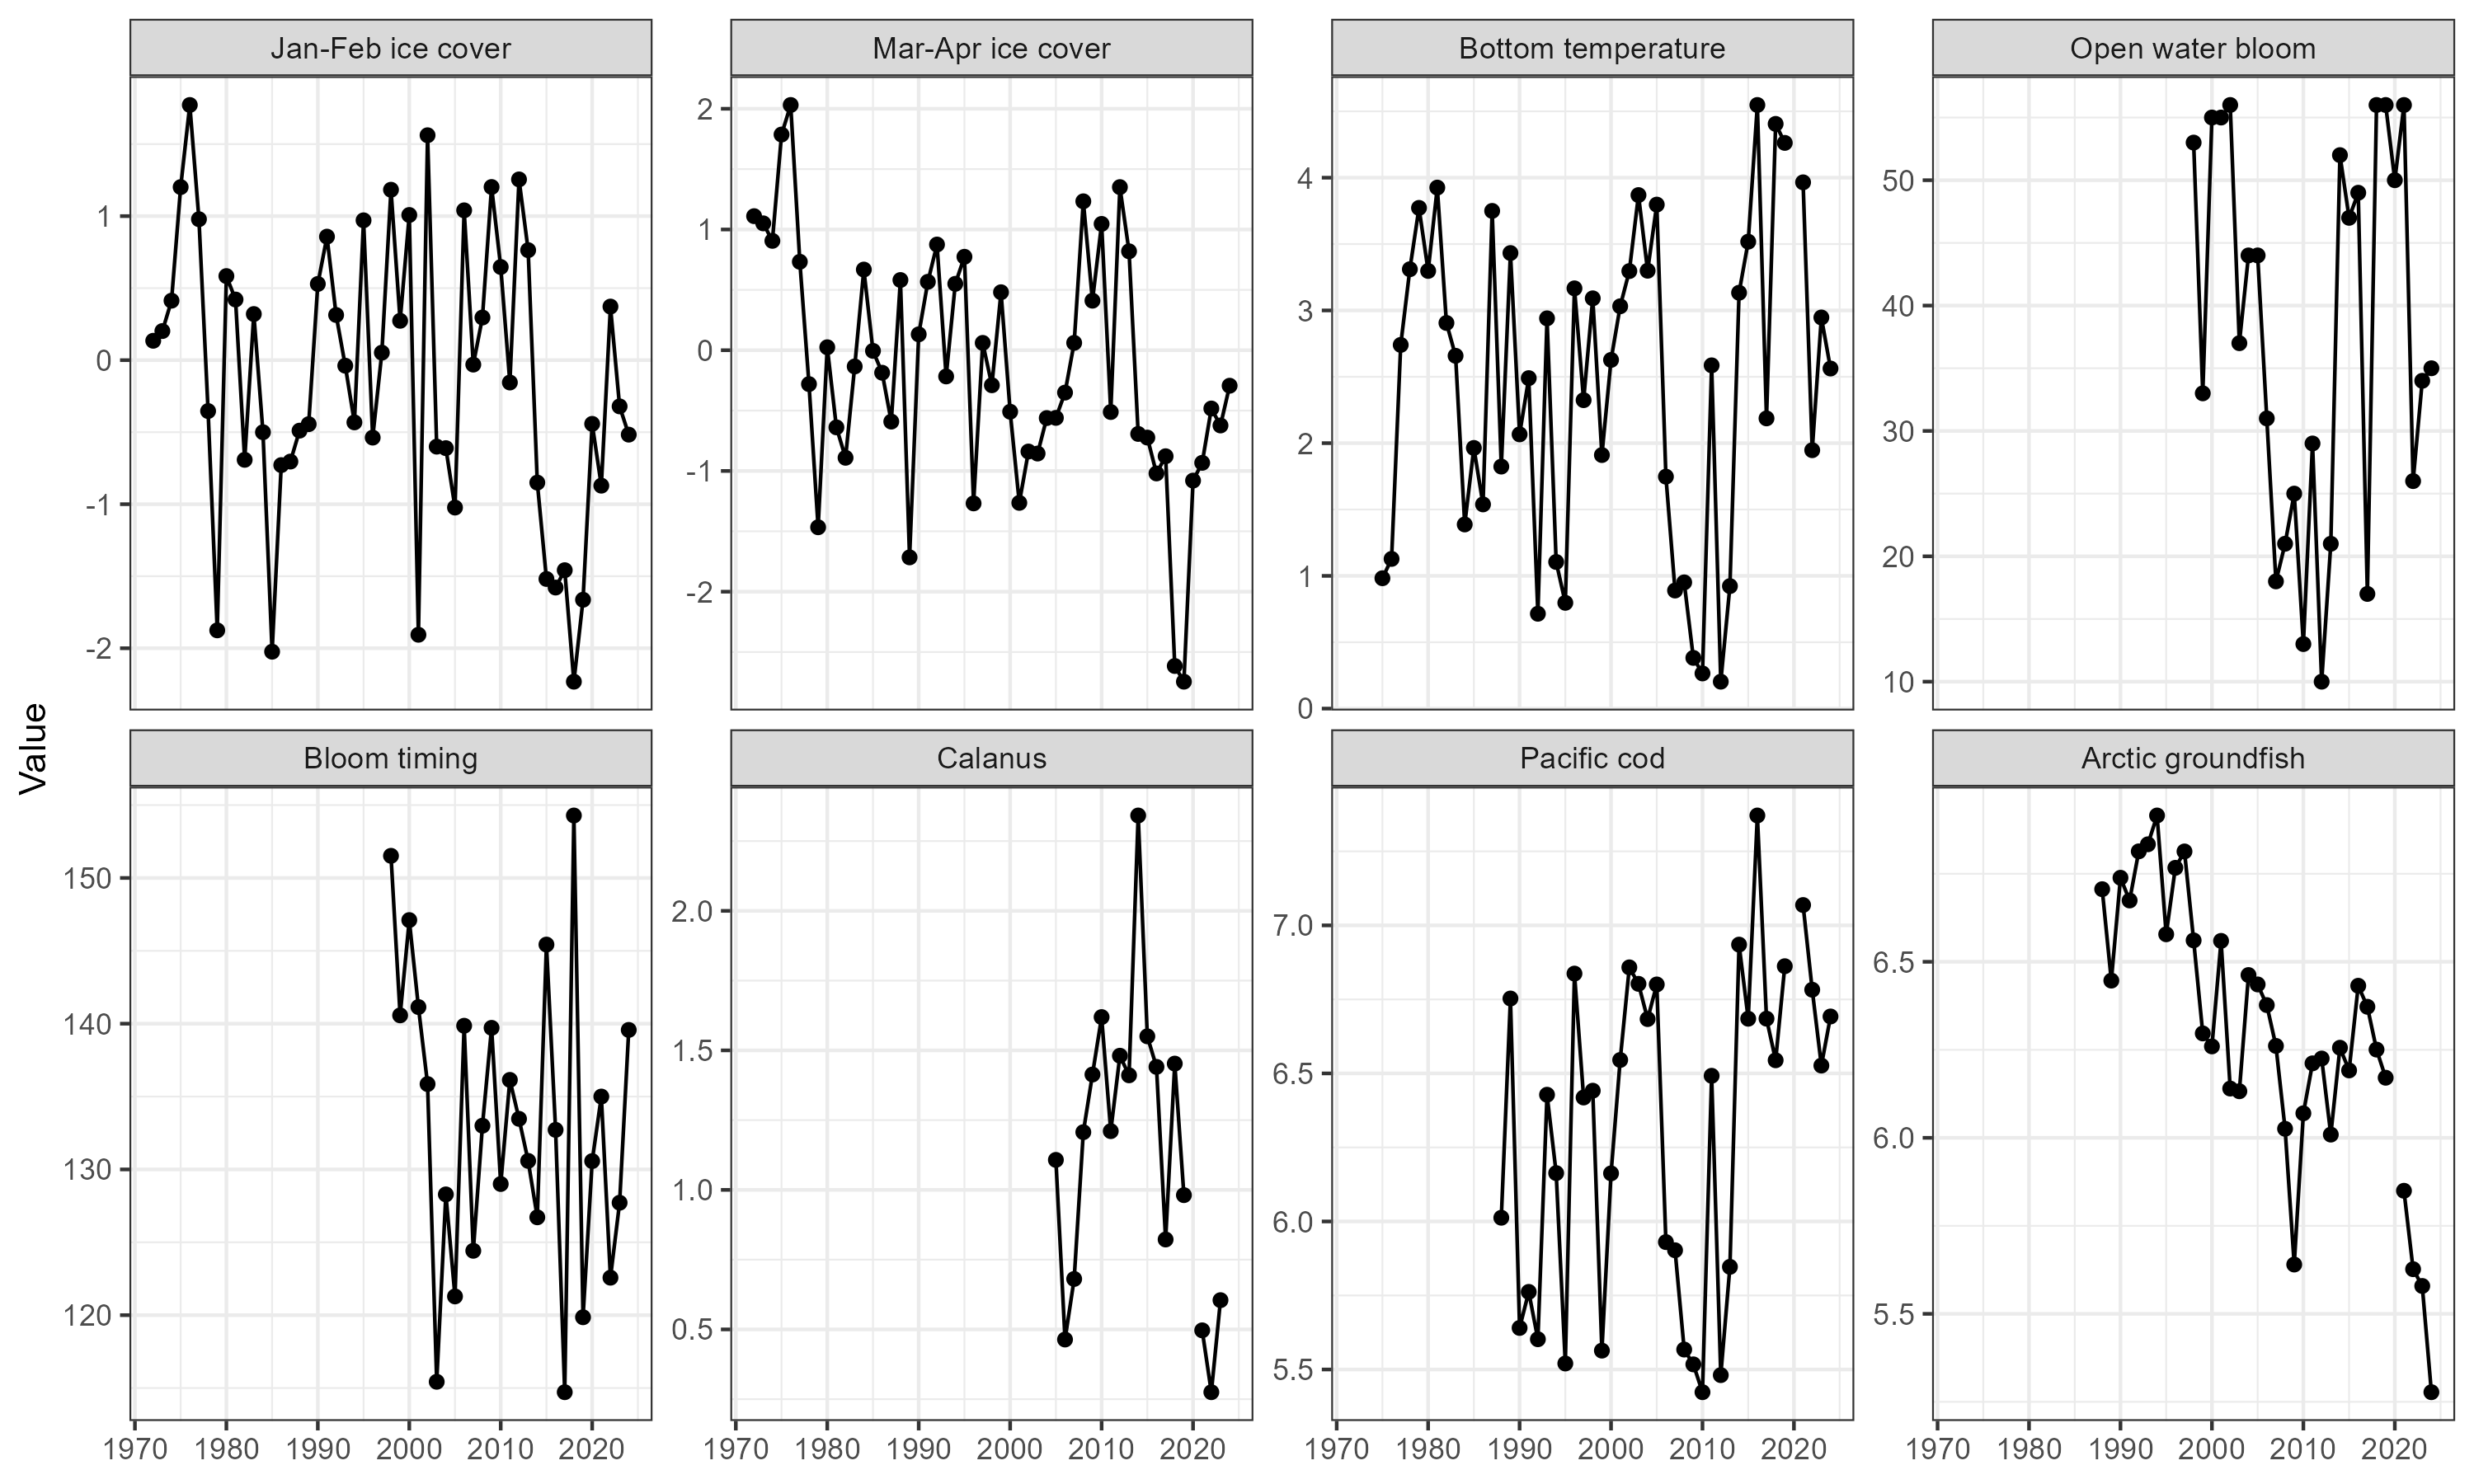 Jan-Feb ice cover
Mar-Apr ice cover
Bottom temperature
Open water bloom
1
0
-1
-2
2
1
0
-1
-2
4
3
2
1
0
50
40
30
20
10
Value
Bloom timing
Calanus
Pacific cod
Arctic groundfish
150
140
130
120
2.0
1.5
1.0
0.5
7.0
6.5
6.0
5.5
6.5
6.0
5.5
1970 1980 1990 2000 2010 2020
1970 1980 1990 2000 2010 2020
1970 1980 1990 2000 2010 2020
1970 1980 1990 2000 2010 2020